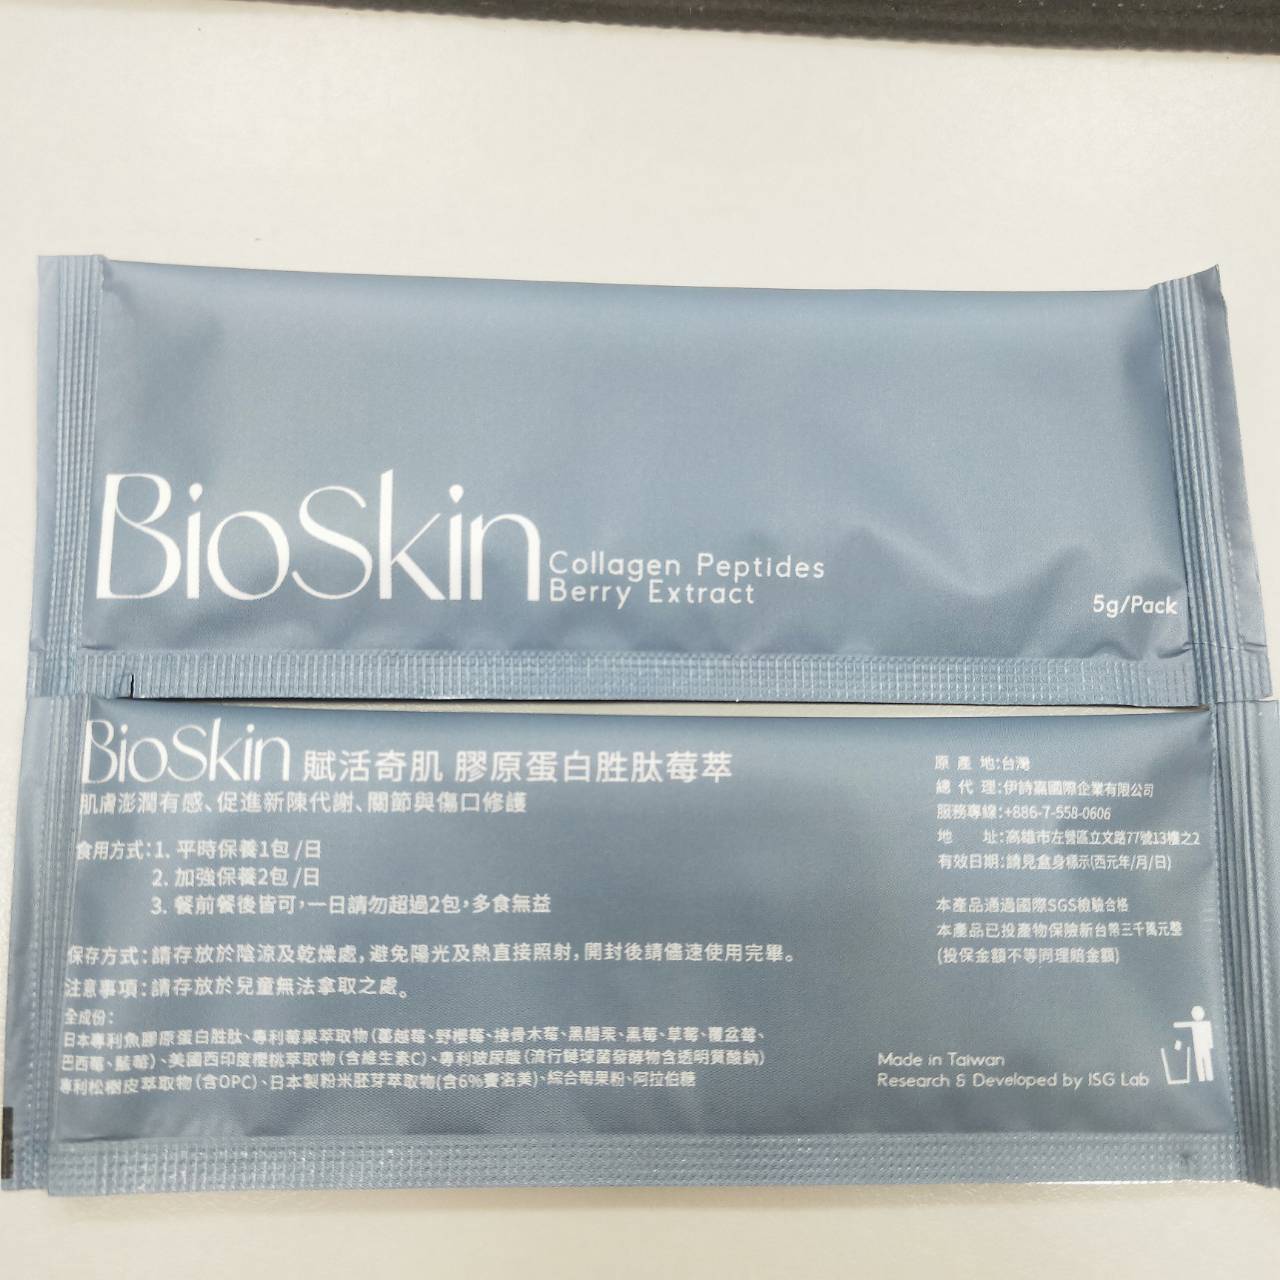 BioSkin
Collagen Peptides
Berry Extract
5g/Pack
BioSkin 賦活奇肌 膠原蛋白胜肽莓萃
肌膚澎潤有感、促進新陳代謝、關節與傷口修護
食用方式:1. 平時保養1包/日
2. 加強保養2包/日
3. 餐前餐後皆可,一日請勿超過2包,多食無益
保存方式:請存放於陰涼及乾燥處,避免陽光及熱直接照射,開封後請儘速使用完畢。
注意事項:請存放於兒童無法拿取之處。
全成份:
日本專利魚膠原蛋白胜肽、專利莓果萃取物(蔓越莓、野櫻莓、接骨木莓、黑醋栗、黑莓、草莓、覆盆莓、
巴西莓、藍莓)、美國西印度櫻桃萃取物(含維生素C)、專利玻尿酸(流行鏈球菌發酵物含透明質酸鈉)
專利松樹皮萃取物(含OPC)、日本製粉米胚芽萃取物(含6%賽洛美)、綜合莓果粉、阿拉伯糖
原產地:台灣
總代理:伊詩嬴國際企業有限公司
服務專線:+886-7-558-0606
地址:高雄市左營區立文路77號13樓之2
有效日期:請見盒身標示(西元年/月/日)
本產品通過國際SGS檢驗合格
本產品已投產物保險新台幣三千萬元整
(投保金額不等同理賠金額)
Made in Taiwan
Research & Developed by ISG Lab